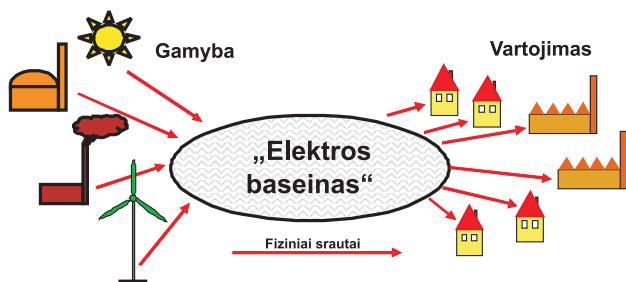 Gamyba
Vartojimas
„Elektros
baseinas“
Fiziniai srautai